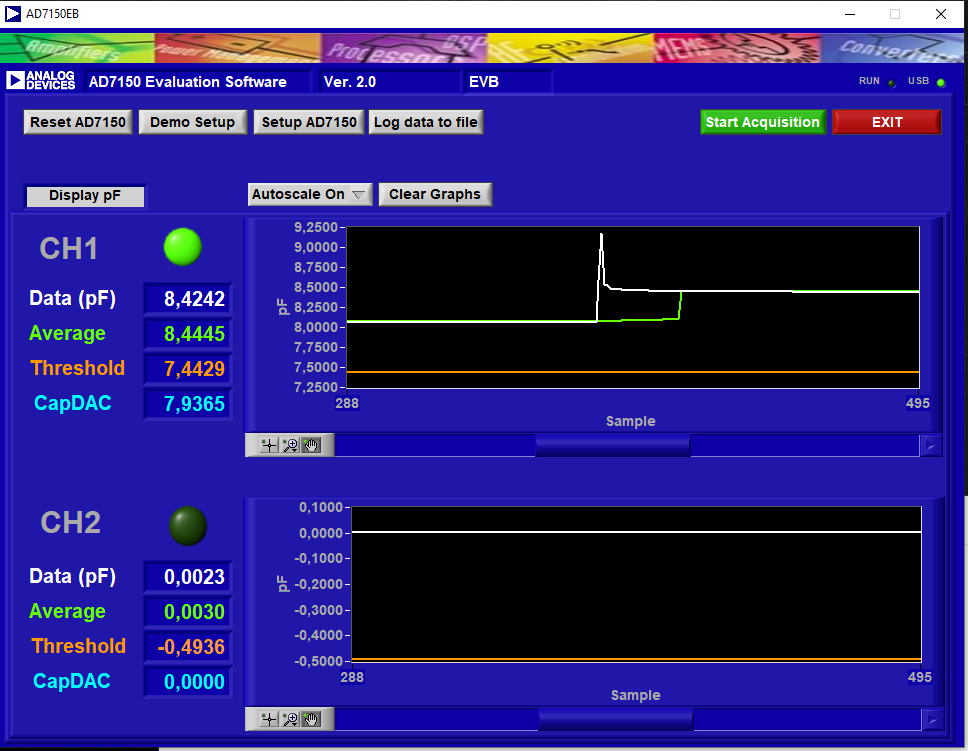 AD7150EB
Amplifiers Power Management Processors DSP MEMS Converters
ANALOG DEVICES AD7150 Evaluation Software Ver. 2.0 EVB RUN USB
Reset AD7150 Demo Setup Setup AD7150 Log data to file Start Acquisition EXIT
Display pF Autoscale On Clear Graphs
CH1
Data (pF) 8,4242
Average 8,4445
Threshold 7,4429
CapDAC 7,9365
9,2500
9,0000
8,7500
8,5000
8,2500
8,0000
7,7500
7,5000
7,2500
pF
288 495
Sample
CH2
Data (pF) 0,0023
Average 0,0030
Threshold -0,4936
CapDAC 0,0000
0,1000
0,0000
-0,1000
-0,2000
-0,3000
-0,4000
-0,5000
pF
288 495
Sample